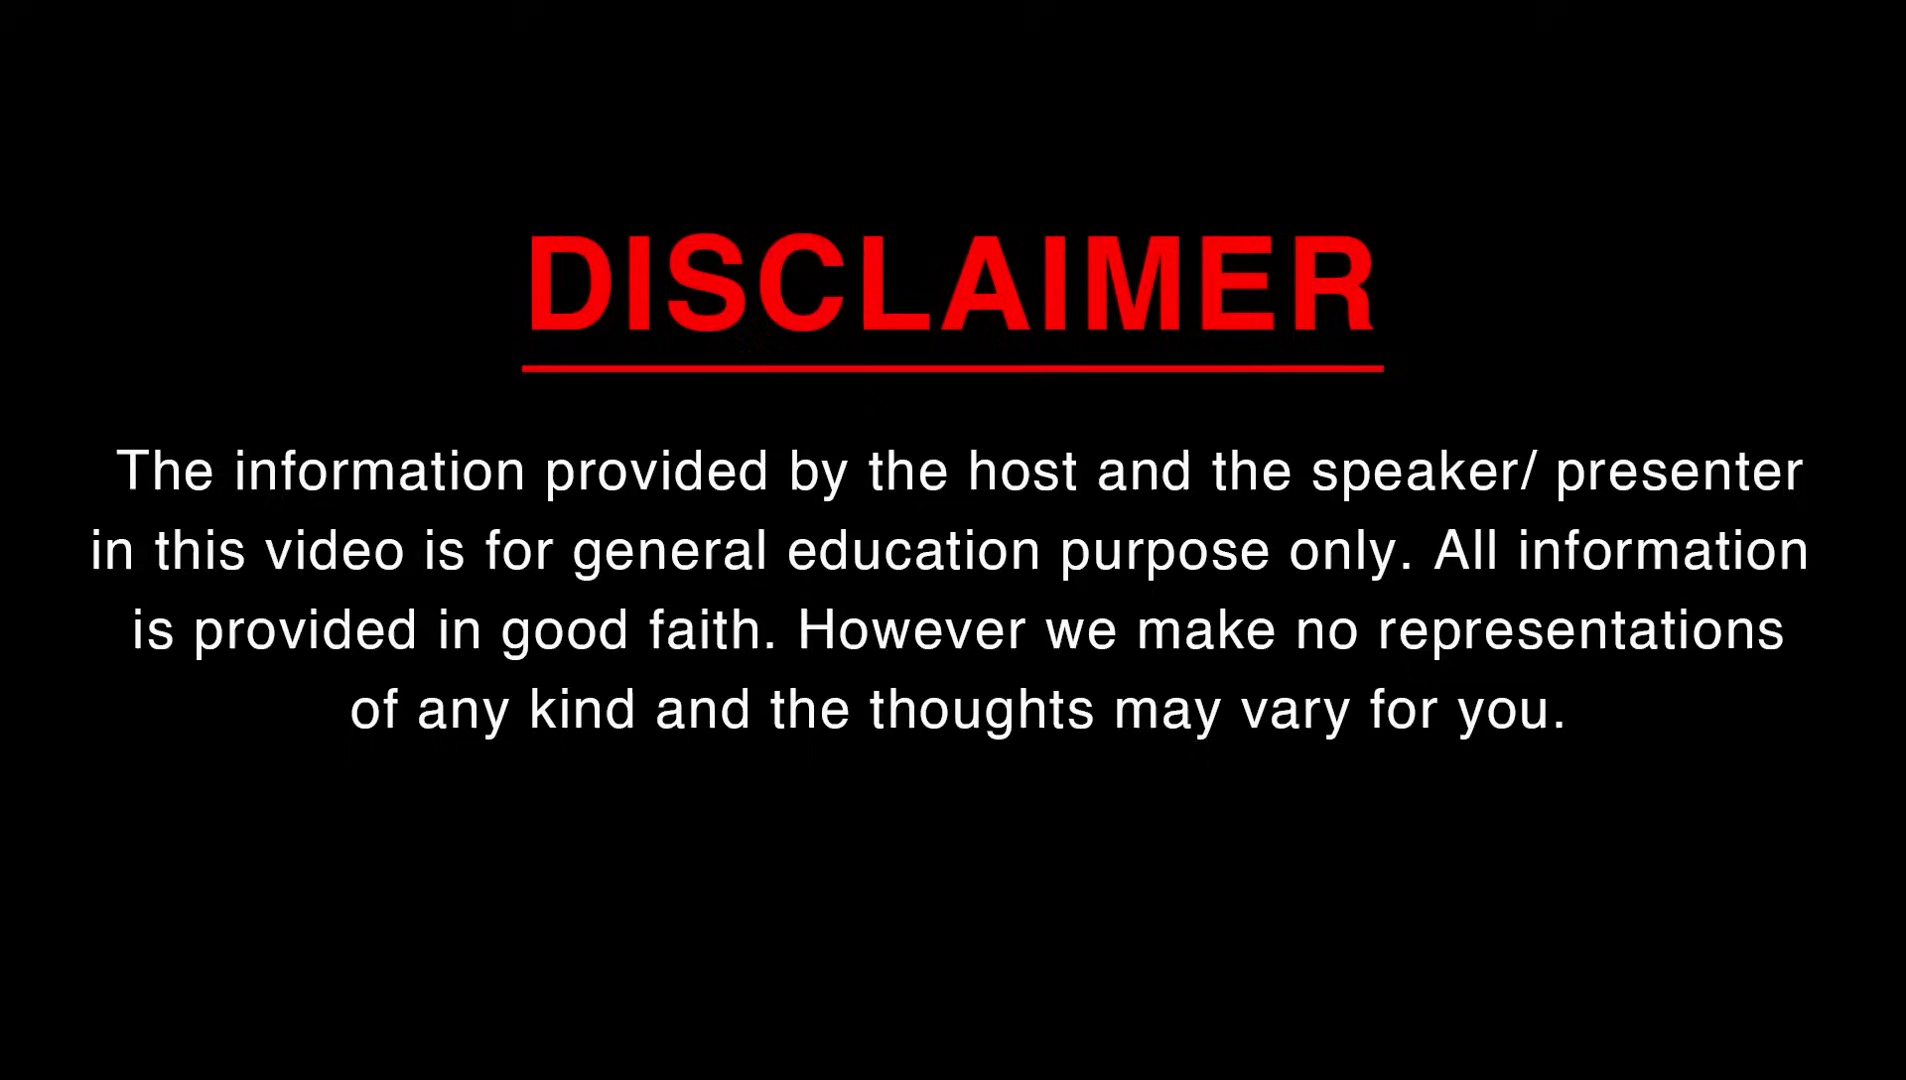 DISCLAIMER
The information provided by the host and the speaker/ presenter
in this video is for general education purpose only. All information
is provided in good faith. However we make no representations
of any kind and the thoughts may vary for you.